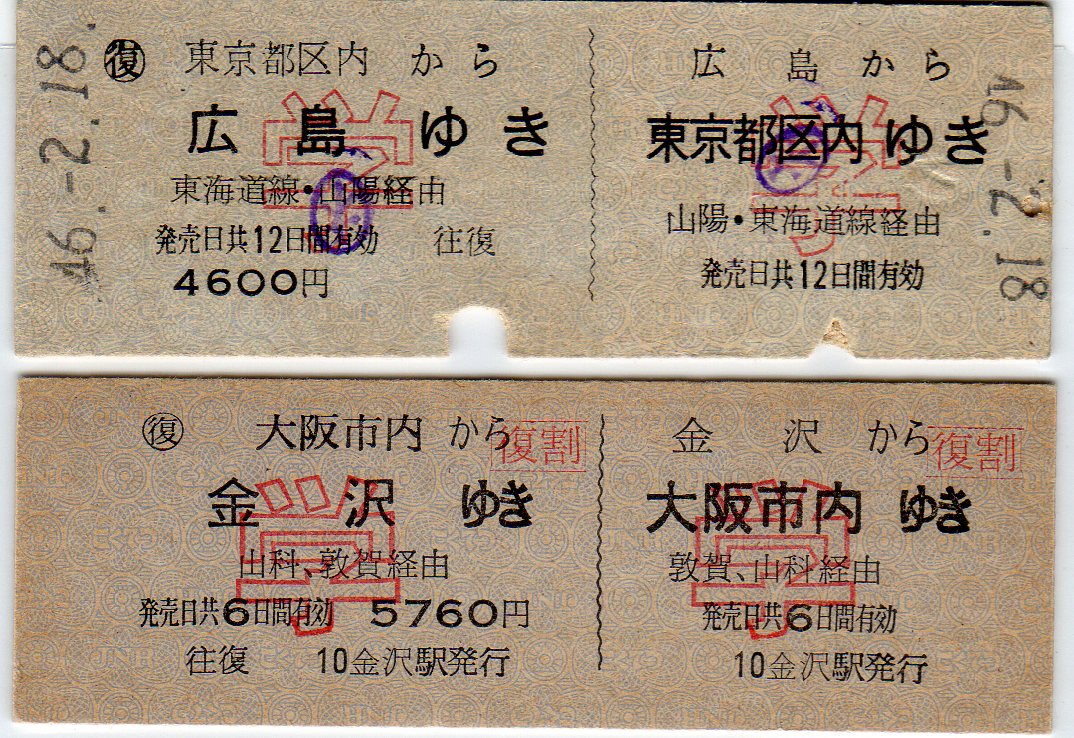 46.-2.18.
㊝ 東京都区内 から
広島 ゆき
東海道線・山陽経由
発売日共12日間有効 往復
4600円
学
広島 から
東京都区内 ゆき
山陽・東海道線経由
発売日共12日間有効
学
46.-2.18
復 大阪市内 から
復割
金沢 ゆき
山科、敦賀経由
発売日共6日間有効 5760円
往復 10金沢駅発行
学
金沢 から
復割
大阪市内 ゆき
敦賀、山科経由
発売日共6日間有効
10金沢駅発行
学